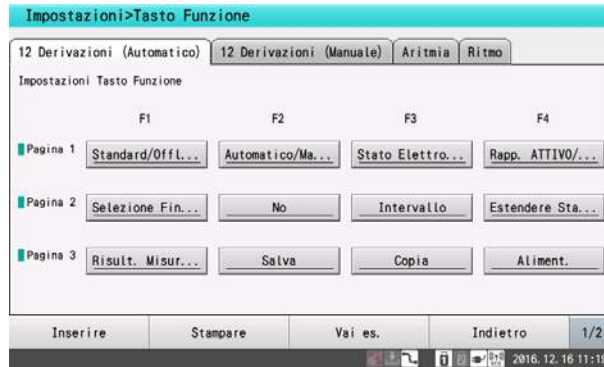 Impostazioni>Tasto Funzione
12 Derivazioni (Automatico) 12 Derivazioni (Manuale) Aritmia Ritmo
Impostazioni Tasto Funzione
F1 F2 F3 F4
Pagina 1 Standard/Offl... Automatico/Ma... Stato Elettro... Rapp. ATTIVO/...
Pagina 2 Selezione Fin... No Intervallo Estendere Sta...
Pagina 3 Risult. Misur... Salva Copia Aliment.
Inserire Stampare Vai es. Indietro 1/2
2016.12.16 11:19